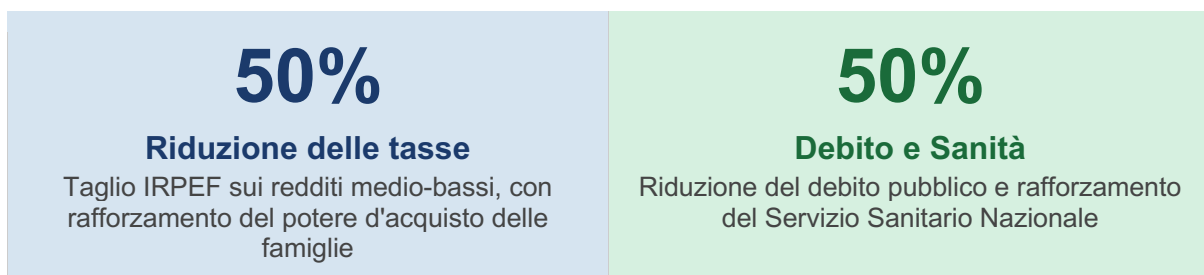 50%
Riduzione delle tasse
Taglio IRPEF sui redditi medio-bassi, con
rafforzamento del potere d'acquisto delle
famiglie
50%
Debito e Sanità
Riduzione del debito pubblico e rafforzamento
del Servizio Sanitario Nazionale